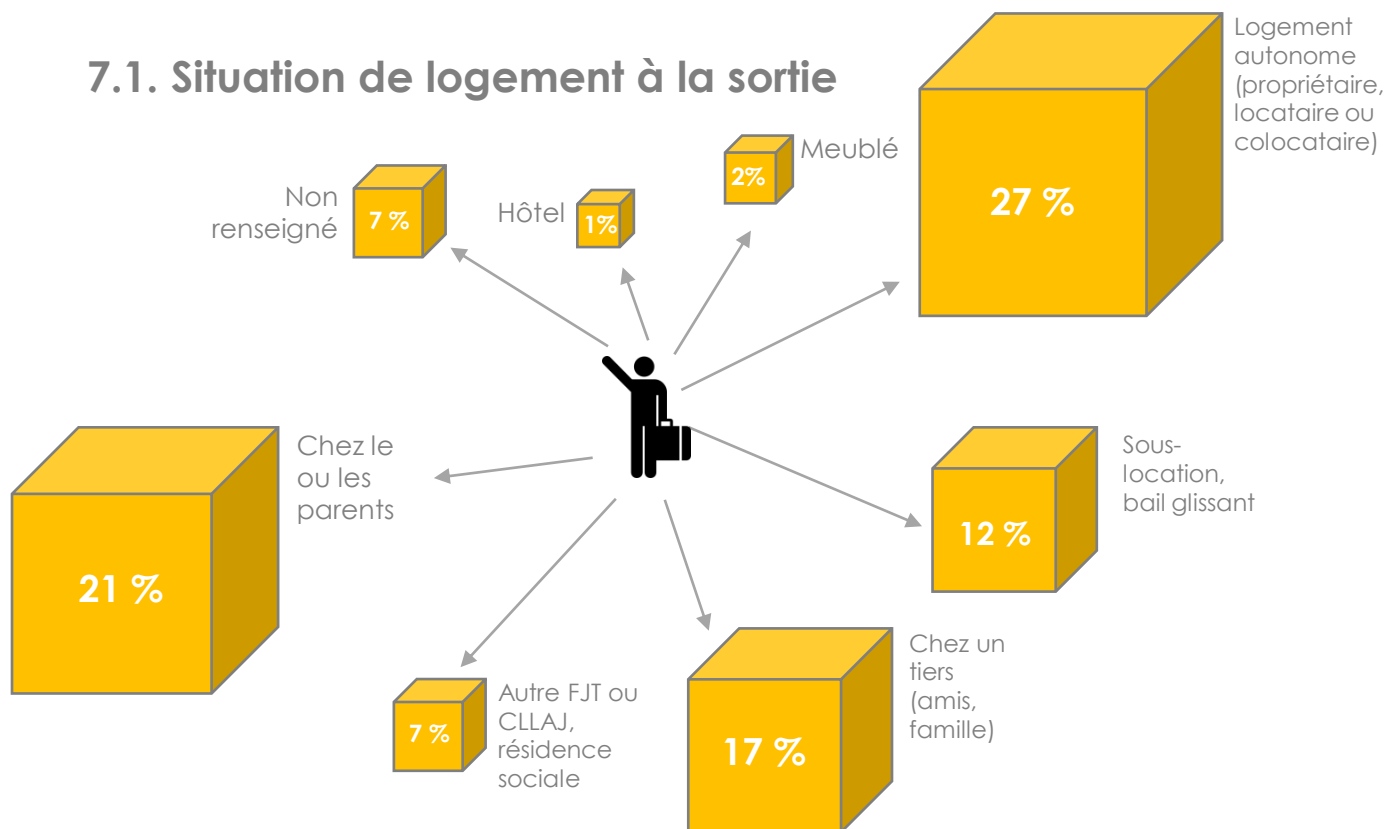 7.1. Situation de logement à la sortie
Logement
autonome
(propriétaire,
locataire ou
colocataire)
27 %
Meublé
2%
Hôtel
1%
Non
renseigné
7 %
Chez le
ou les
parents
21 %
Sous-
location,
bail glissant
12 %
Autre FJT ou
CLLAJ,
résidence
sociale
7 %
Chez un
tiers
(amis,
famille)
17 %